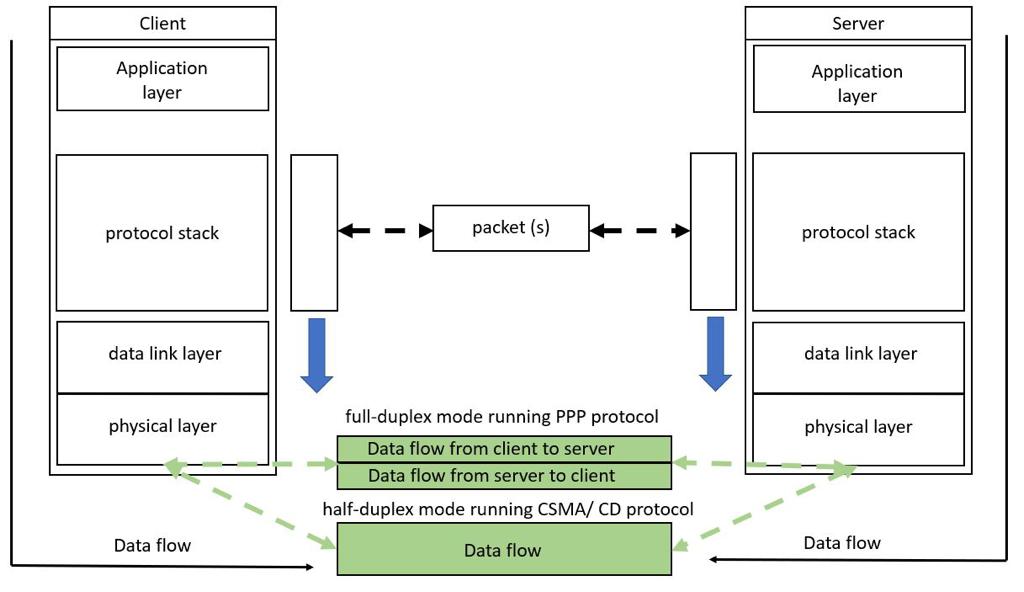 Client
Server
Application
layer
Application
layer
protocol stack
packet (s)
protocol stack
data link layer
data link layer
full-duplex mode running PPP protocol
physical layer
physical layer
Data flow from client to server
Data flow from server to client
half-duplex mode running CSMA/ CD protocol
Data flow
Data flow
Data flow